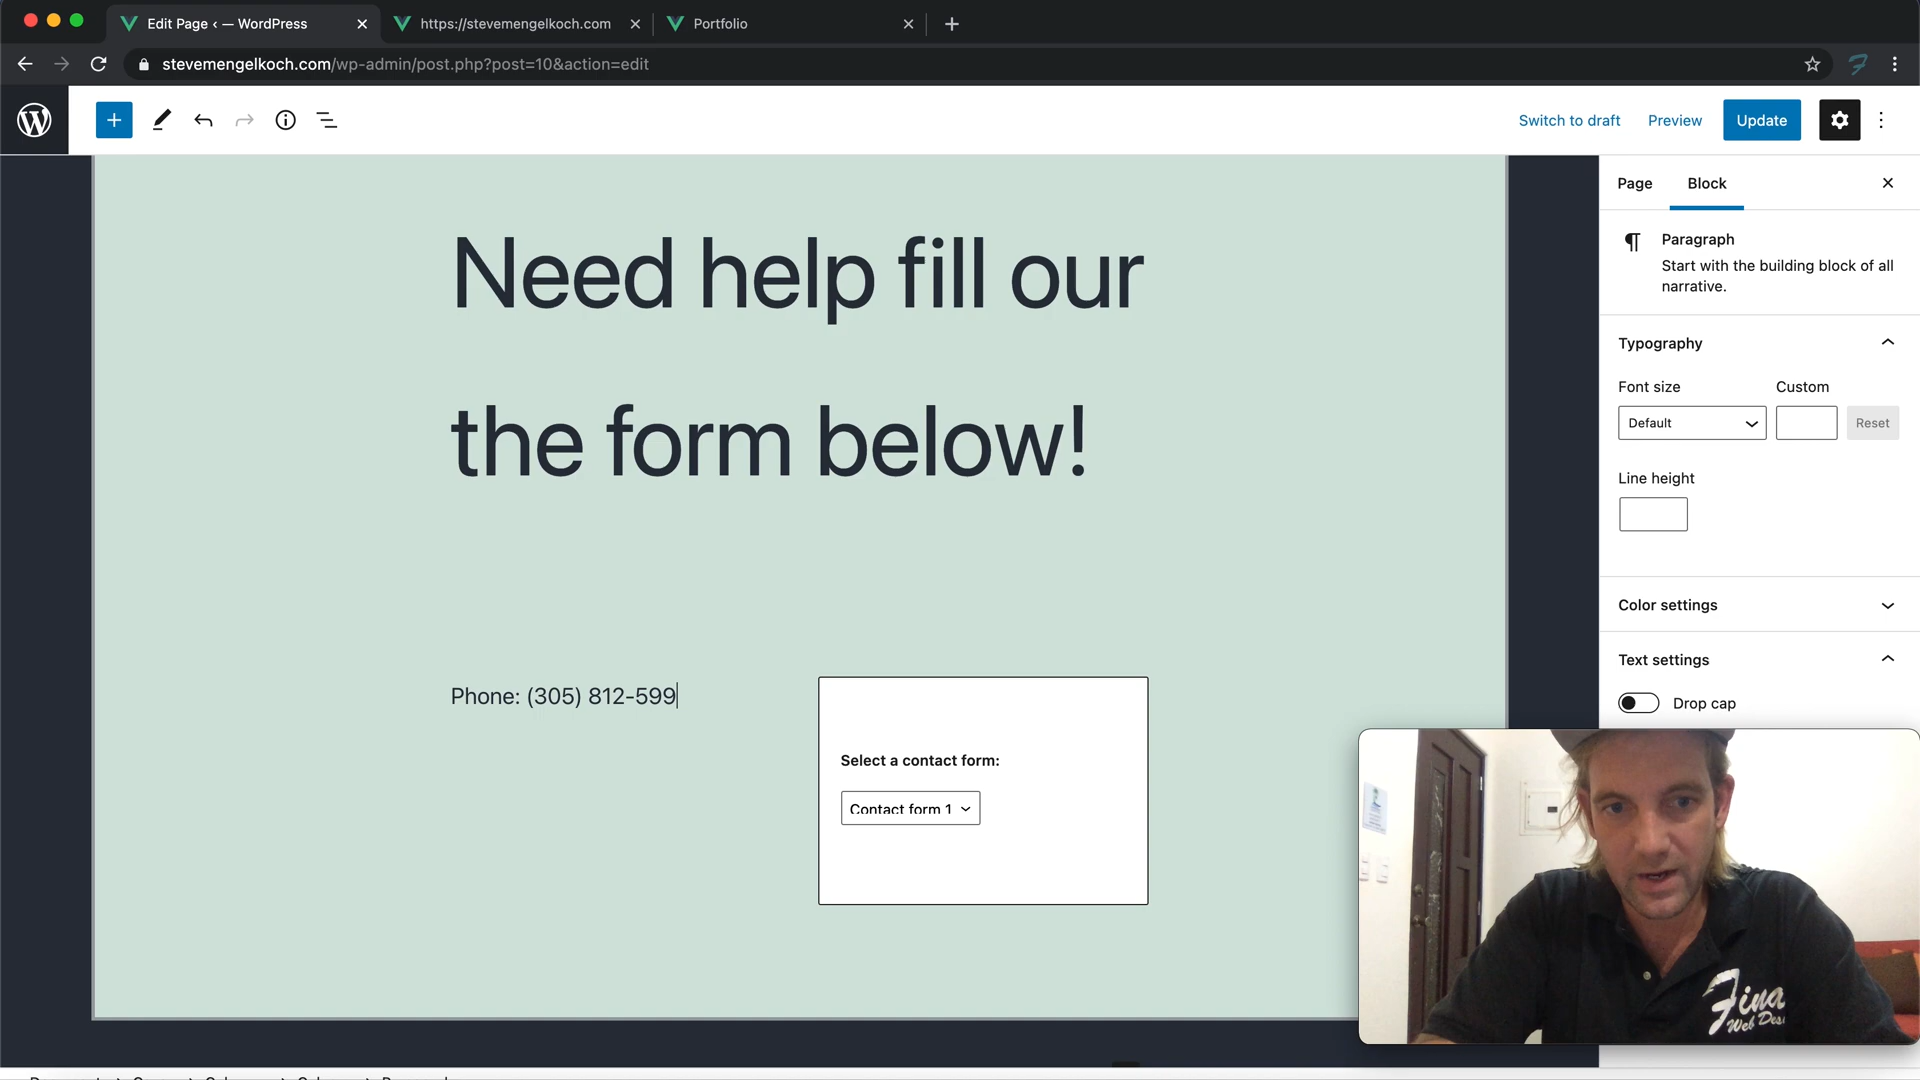 Edit Page ‹ — WordPress
https://stevemengelkoch.com
Portfolio
stevemengelkoch.com/wp-admin/post.php?post=10&action=edit
Switch to draft
Preview
Update
Need help fill our
the form below!
Phone: (305) 812-599
Select a contact form:
Contact form 1
Page
Block
Paragraph
Start with the building block of all
narrative.
Typography
Font size
Custom
Default
Reset
Line height
Color settings
Text settings
Drop cap